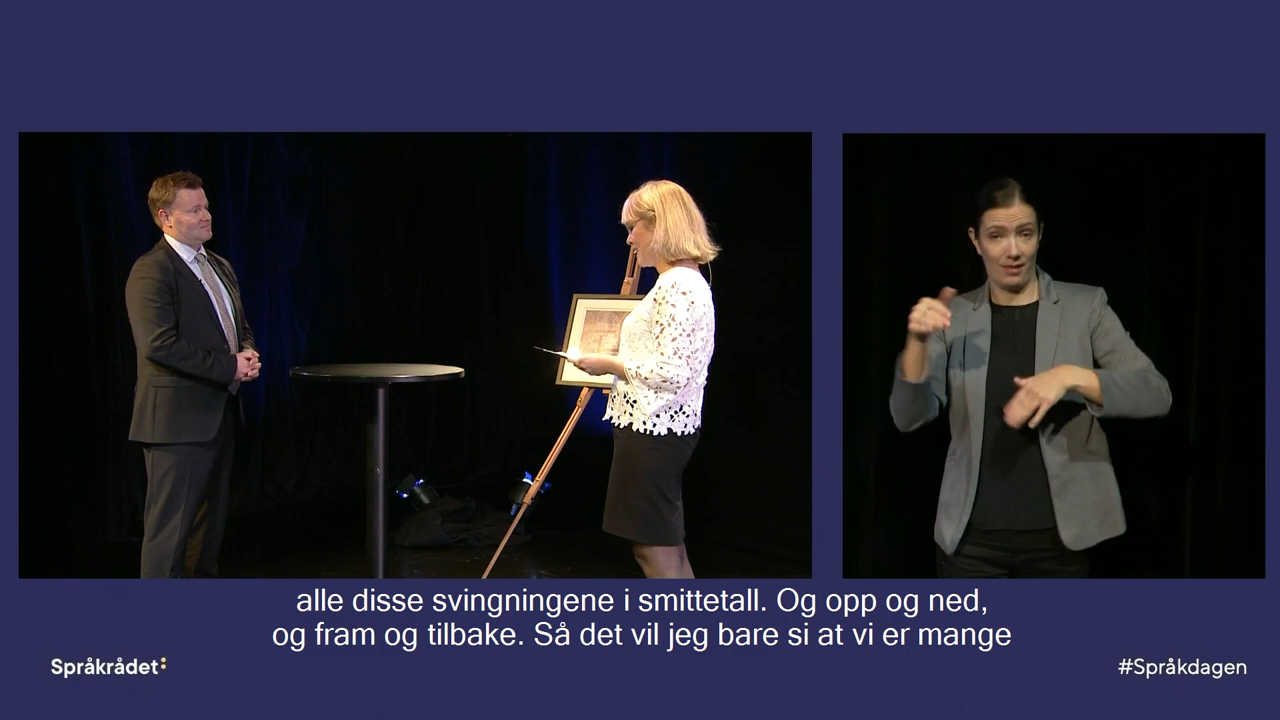 alle disse svingningene i smittetall. Og opp og ned,
og fram og tilbake. Så det vil jeg bare si at vi er mange
Språkrådet:
#Språkdagen